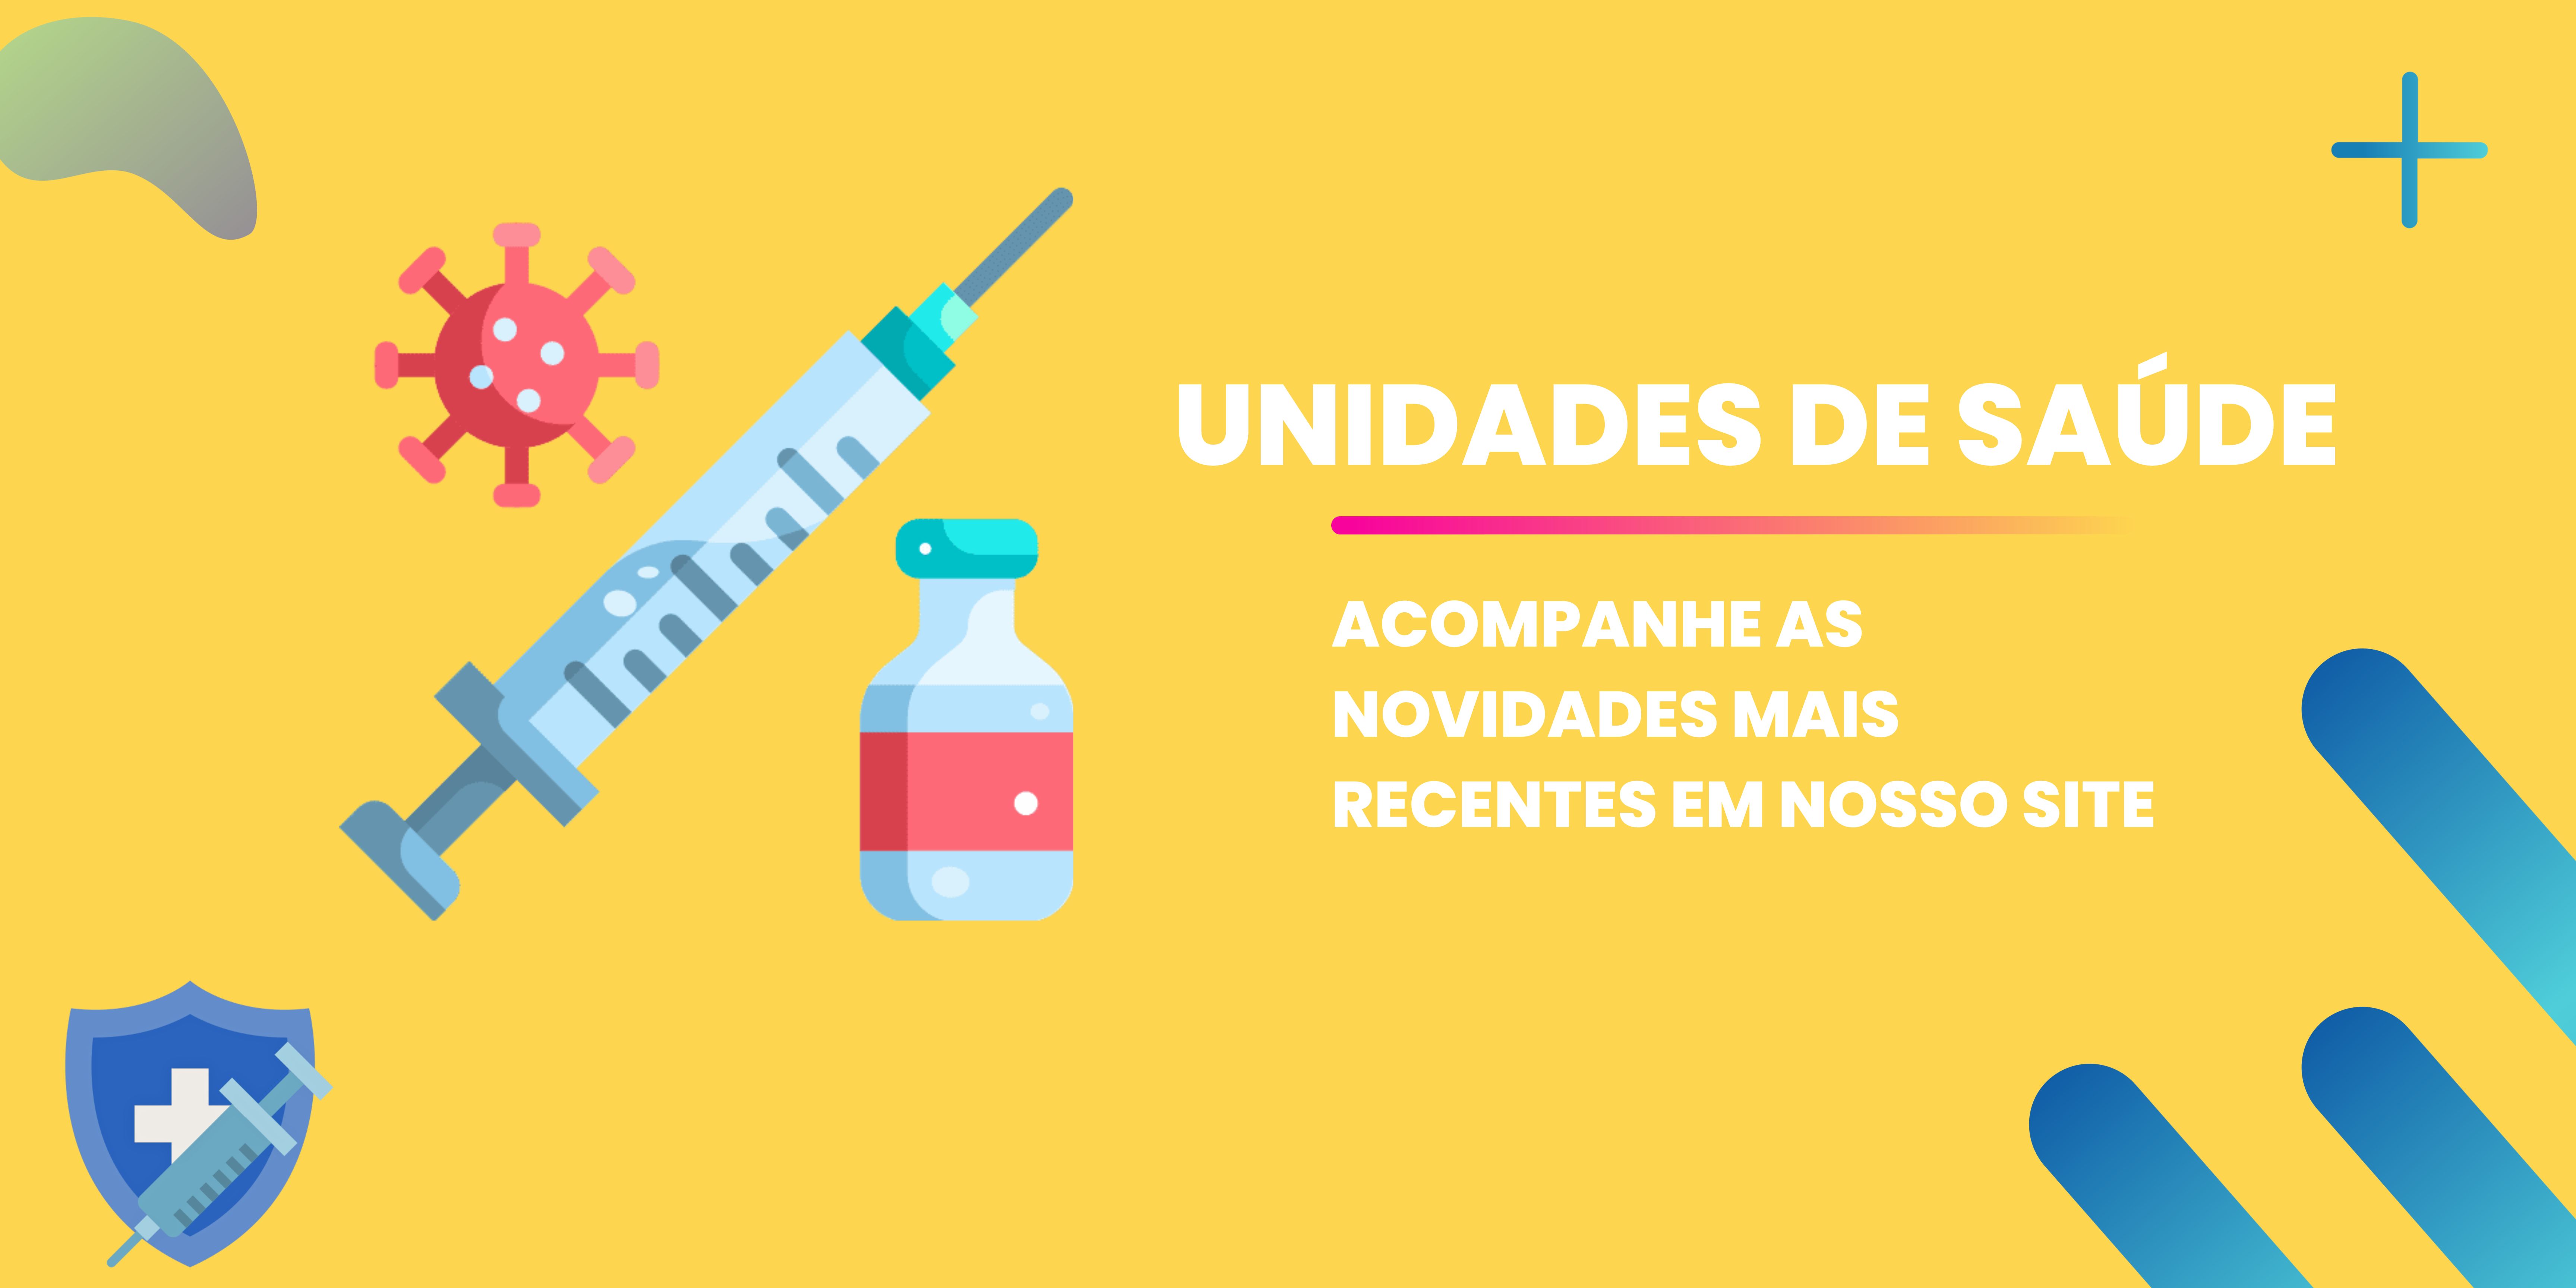 UNIDADES DE SAÚDE
ACOMPANHE AS
NOVIDADES MAIS
RECENTES EM NOSSO SITE